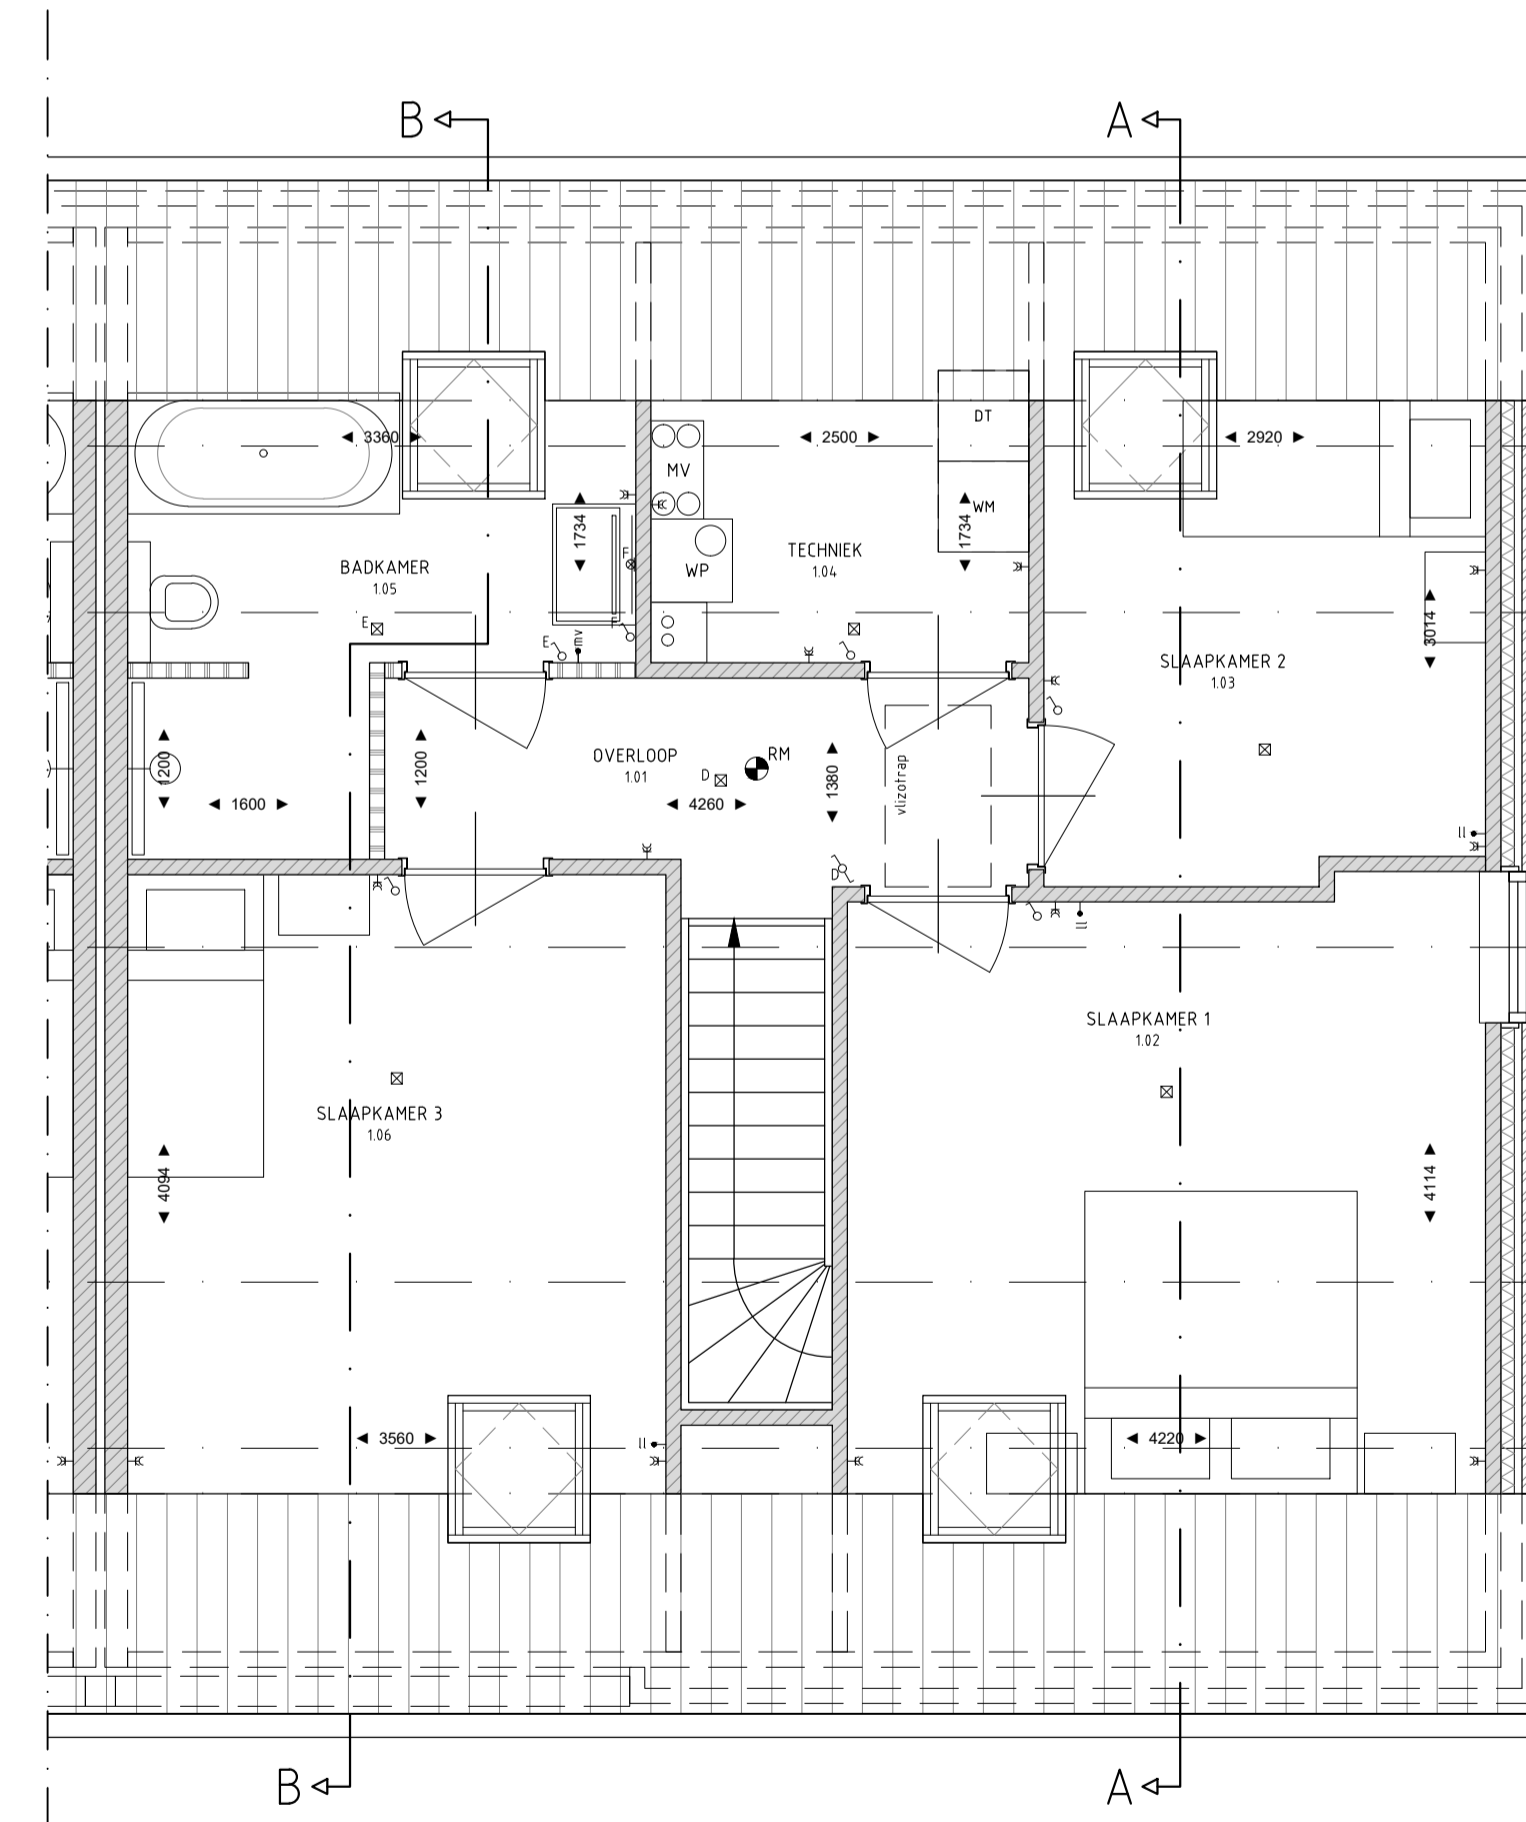 B
A
3360
2500
DT
2920
MV
1734
1734
WM
TECHNIEK
1.04
F
BADKAMER
1.05
WP
3014
E
F
E
mv
SLAAPKAMER 2
1.03
OVERLOOP
1.01
RM
D
1200
1200
1380
vlizotrap
1600
4260
D
SLAAPKAMER 1
1.02
SLAAPKAMER 3
1.06
4094
4114
3560
4220
B
A